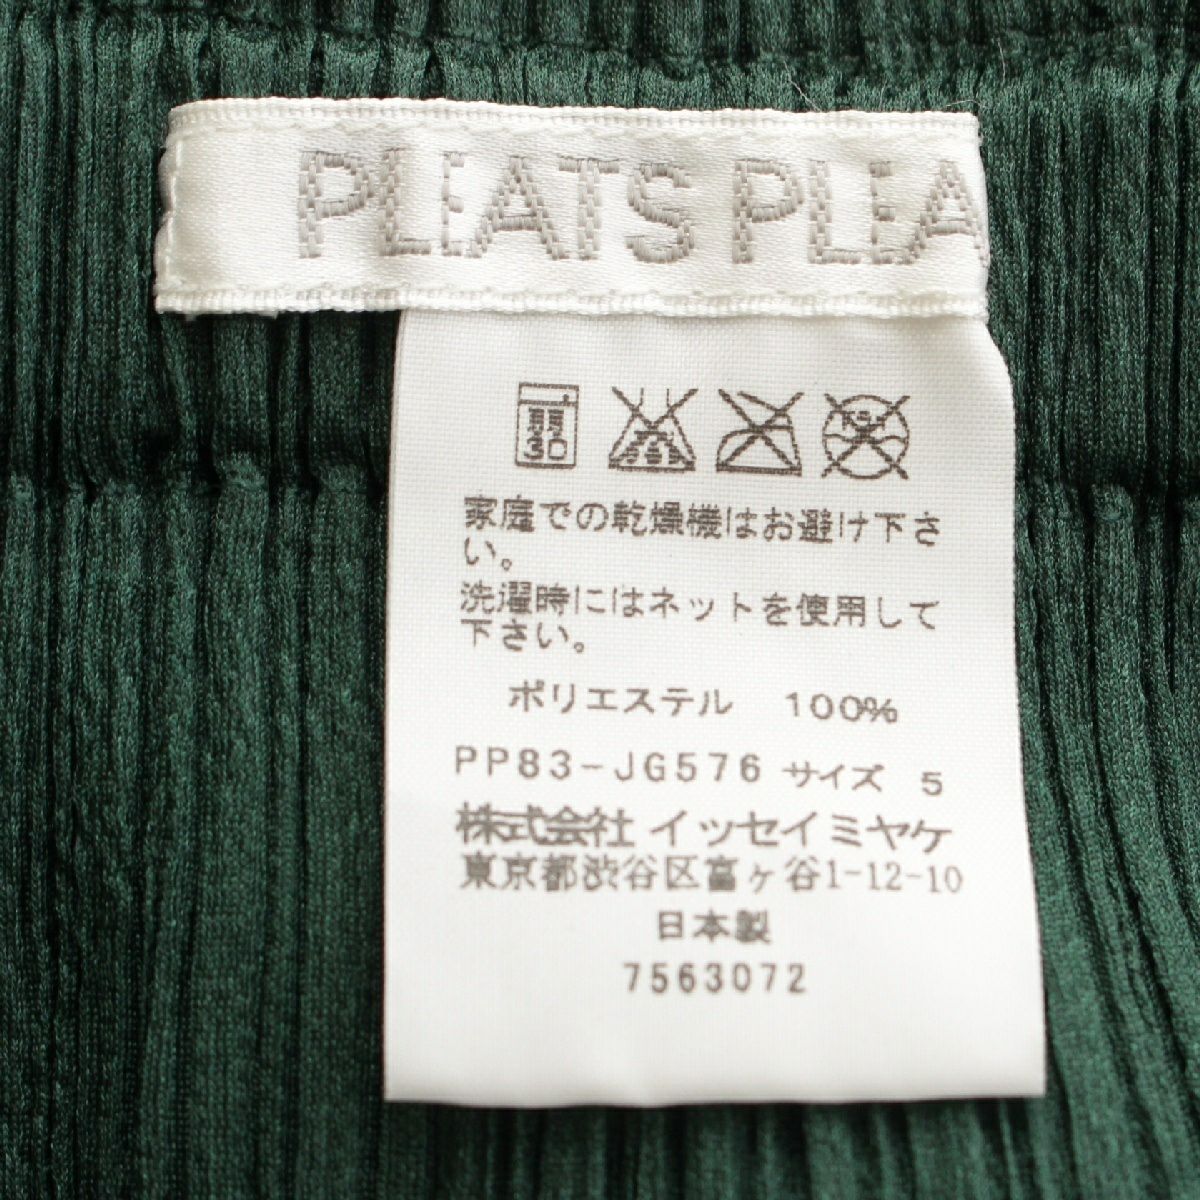 PLEATS PLEA
弱
30
家庭での乾燥機はお避け下さ
い。
洗濯時にはネットを使用して
下さい。
ポリエステル 100%
PP83-JG576 サイズ 5
株式会社 イッセイミヤケ
東京都渋谷区富ヶ谷1-12-10
日本製
7563072